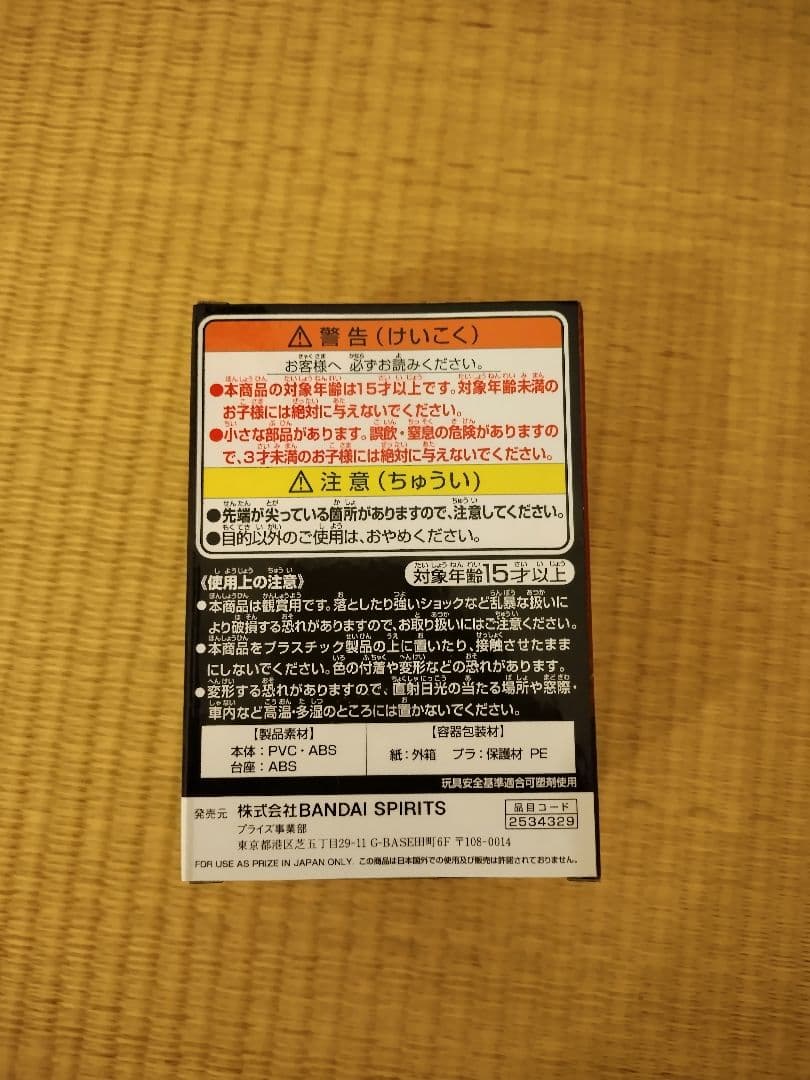 ⚠ 警告(けいこく)
お客様へ 必ずお読みください。
●本商品の対象年齢は15才以上です。対象年齢未満の
お子様には絶対に与えないでください。
●小さな部品があります。誤飲・窒息の危険がありますの
で、3才未満のお子様には絶対に与えないでください。
⚠ 注意(ちゅうい)
●先端が尖っている箇所がありますので、注意してください。
●目的以外のご使用は、おやめください。
《使用上の注意》 対象年齢15才以上
●本商品は観賞用です。落としたり強いショックなど乱暴な扱いに
より破損する恐れがありますので、お取り扱いにはご注意ください。
●本商品をプラスチック製品の上に置いたり、接触させたまま
にしないでください。色の付着や変形などの恐れがあります。
●変形する恐れがありますので、直射日光の当たる場所や窓際・
車内など高温・多湿のところには置かないでください。
【製品素材】 【容器包装材】
本体:PVC・ABS 紙:外箱 プラ:保護材 PE
台座:ABS
玩具安全基準適合可塑剤使用
発売元 株式会社BANDAI SPIRITS 品目コード
プライズ事業部 2534329
東京都港区芝五丁目29-11 G-BASE田町6F 〒108-0014
FOR USE AS PRIZE IN JAPAN ONLY. この商品は日本国外での使用及び販売は許諾されておりません。